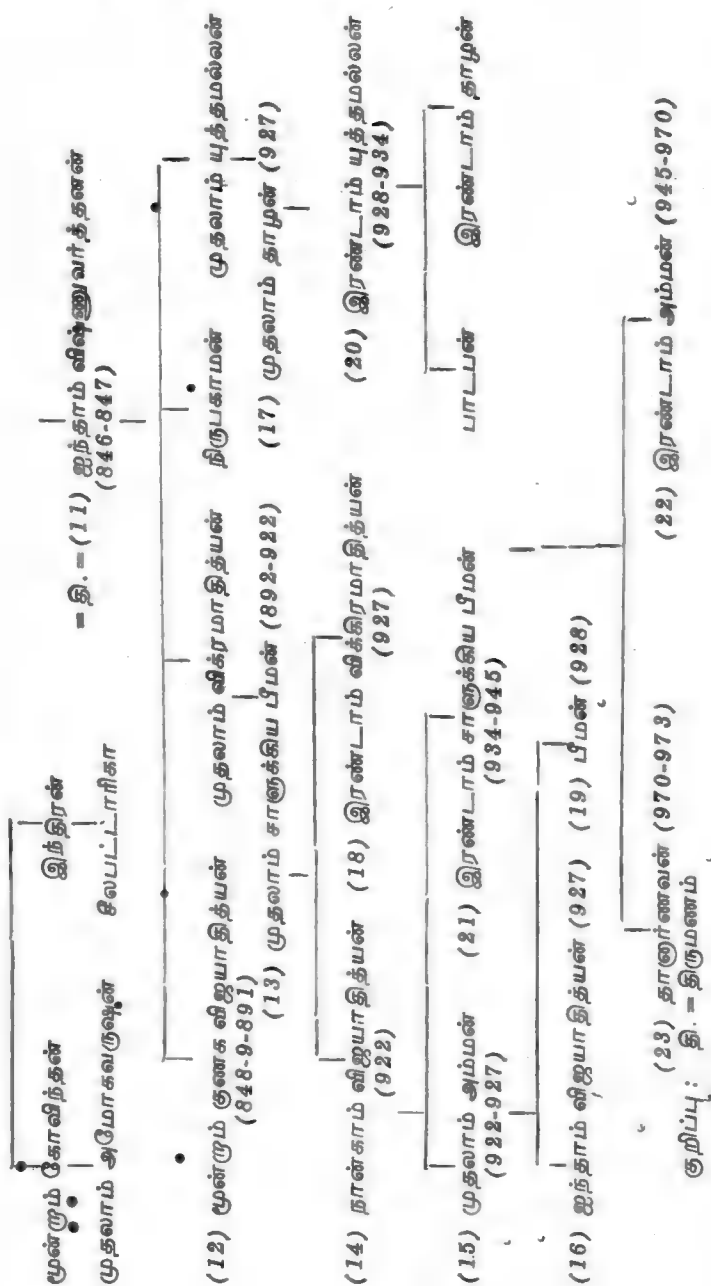 மூன்றாம் கோவிந்தன் இந்திரன்
முதலாம் அமோகவருஷன் லேபட்டாரிகா =தி.=(11) ஐந்தாம் விஷ்ணுவர்த்தனன்
(846-847)
(12) மூன்றாம் குணக விஜயாதித்யன் முதலாம் விக்ரமாதித்யன் நிருபகாமன் முதலாம் யுத்தமல்லன்
(848-9-891)
(13) முதலாம் சாளுக்கிய பீமன் (892-922) (17) முதலாம் தாழன் (927)
(14) நான்காம் விஜயாதித்யன் (18) இரண்டாம் விக்கிரமாதித்யன் (20) இரண்டாம் யுத்தமல்லன்
(922) (927) (928-934)
(15) முதலாம் அம்மன் (21) இரண்டாம் சாளுக்கிய பீமன் பாடபன் இரண்டாம் தாழன்
(922-927) (934-945)
(16) ஐந்தாம் விஜயாதித்யன் (927) (19) பீமன் (928)
(23) தானார்ணவன் (970-973) (22) இரண்டாம் அம்மன் (945-970)
குறிப்பு : தி.=திருமணம்